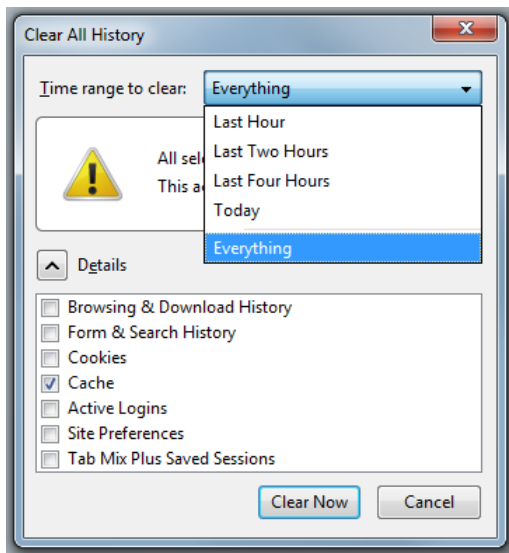 Clear All History
Time range to clear: Everything
Last Hour
Last Two Hours
Last Four Hours
Today
Everything
All
This
Details
Browsing & Download History
Form & Search History
Cookies
Cache
Active Logins
Site Preferences
Tab Mix Plus Saved Sessions
Clear Now Cancel